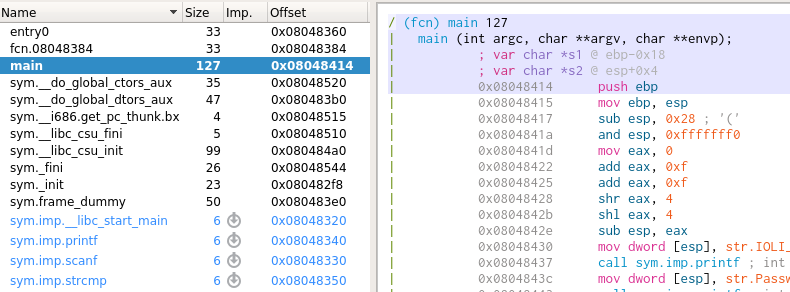 Name Size Imp. Offset
entry0 33 0x08048360
fcn.08048384 33 0x08048384
main 127 0x08048414
sym.__do_global_ctors_aux 35 0x08048520
sym.__do_global_dtors_aux 47 0x080483b0
sym.__i686.get_pc_thunk.bx 4 0x08048515
sym.__libc_csu_fini 5 0x08048510
sym.__libc_csu_init 99 0x080484a0
sym._fini 26 0x08048544
sym._init 23 0x080482f8
sym.frame_dummy 50 0x080483e0
sym.imp.__libc_start_main 6 0x08048320
sym.imp.printf 6 0x08048340
sym.imp.scanf 6 0x08048330
sym.imp.strcmp 6 0x08048350
/ (fcn) main 127
| main (int argc, char **argv, char **envp);
| ; var char *s1 @ ebp-0x18
| ; var char *s2 @ esp+0x4
| 0x08048414 push ebp
| 0x08048415 mov ebp, esp
| 0x08048417 sub esp, 0x28 ; '('
| 0x0804841a and esp, 0xfffffff0
| 0x0804841d mov eax, 0
| 0x08048422 add eax, 0xf
| 0x08048425 add eax, 0xf
| 0x08048428 shr eax, 4
| 0x0804842b shl eax, 4
| 0x0804842e sub esp, eax
| 0x08048430 mov dword [esp], str.IOLI_
| 0x08048437 call sym.imp.printf ; int
| 0x0804843c mov dword [esp], str.Passw